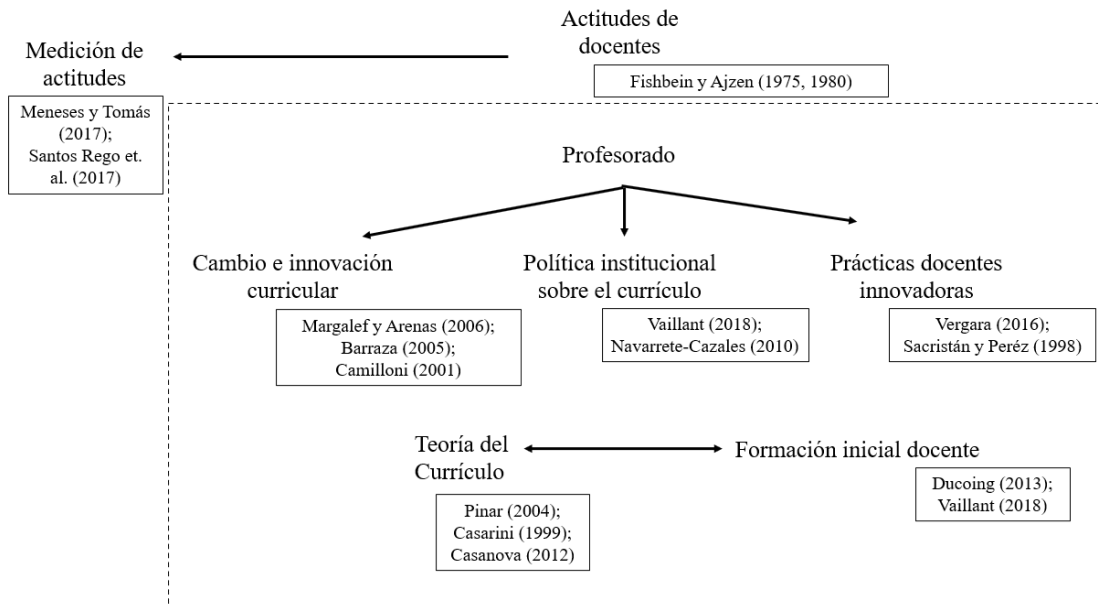 Actitudes de
docentes
Fishbein y Ajzen (1975, 1980)
Medición de
actitudes
Meneses y Tomás
(2017);
Santos Rego et.
al. (2017)
Profesorado
Cambio e innovación
curricular
Margalef y Arenas (2006);
Barraza (2005);
Camilloni (2001)
Política institucional
sobre el currículo
Vaillant (2018);
Navarrete-Cazales (2010)
Prácticas docentes
innovadoras
Vergara (2016);
Sacristán y Peréz (1998)
Teoría del
Currículo
Pinar (2004);
Casarini (1999);
Casanova (2012)
Formación inicial docente
Ducoing (2013);
Vaillant (2018)